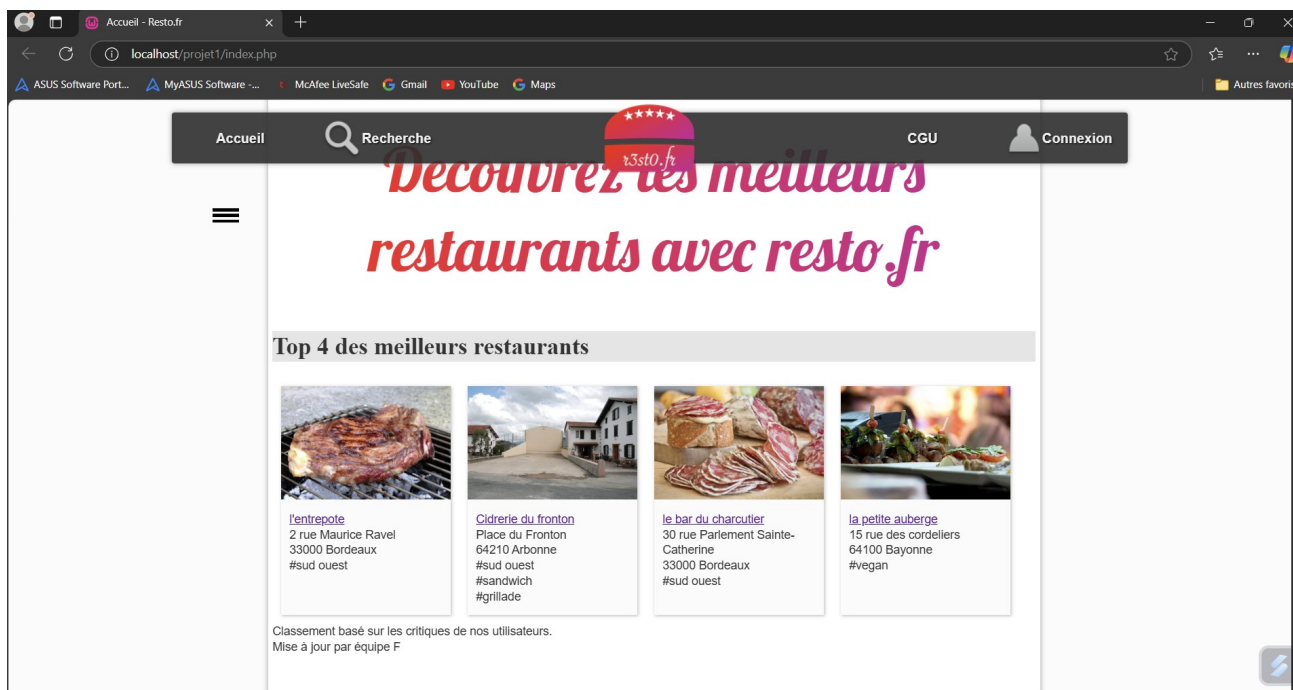 Accueil - Resto.fr
localhost/projet1/index.php
ASUS Software Port... MyASUS Software -... McAfee LiveSafe Gmail YouTube Maps Autres favoris
Accueil Recherche r3st0.fr CGU Connexion
Découvrez les meilleurs
restaurants avec resto.fr
Top 4 des meilleurs restaurants
l'entrepote
2 rue Maurice Ravel
33000 Bordeaux
#sud ouest
Cidrerie du fronton
Place du Fronton
64210 Arbonne
#sud ouest
#sandwich
#grillade
le bar du charcutier
30 rue Parlement Sainte-
Catherine
33000 Bordeaux
#sud ouest
la petite auberge
15 rue des cordeliers
64100 Bayonne
#vegan
Classement basé sur les critiques de nos utilisateurs.
Mise à jour par équipe F